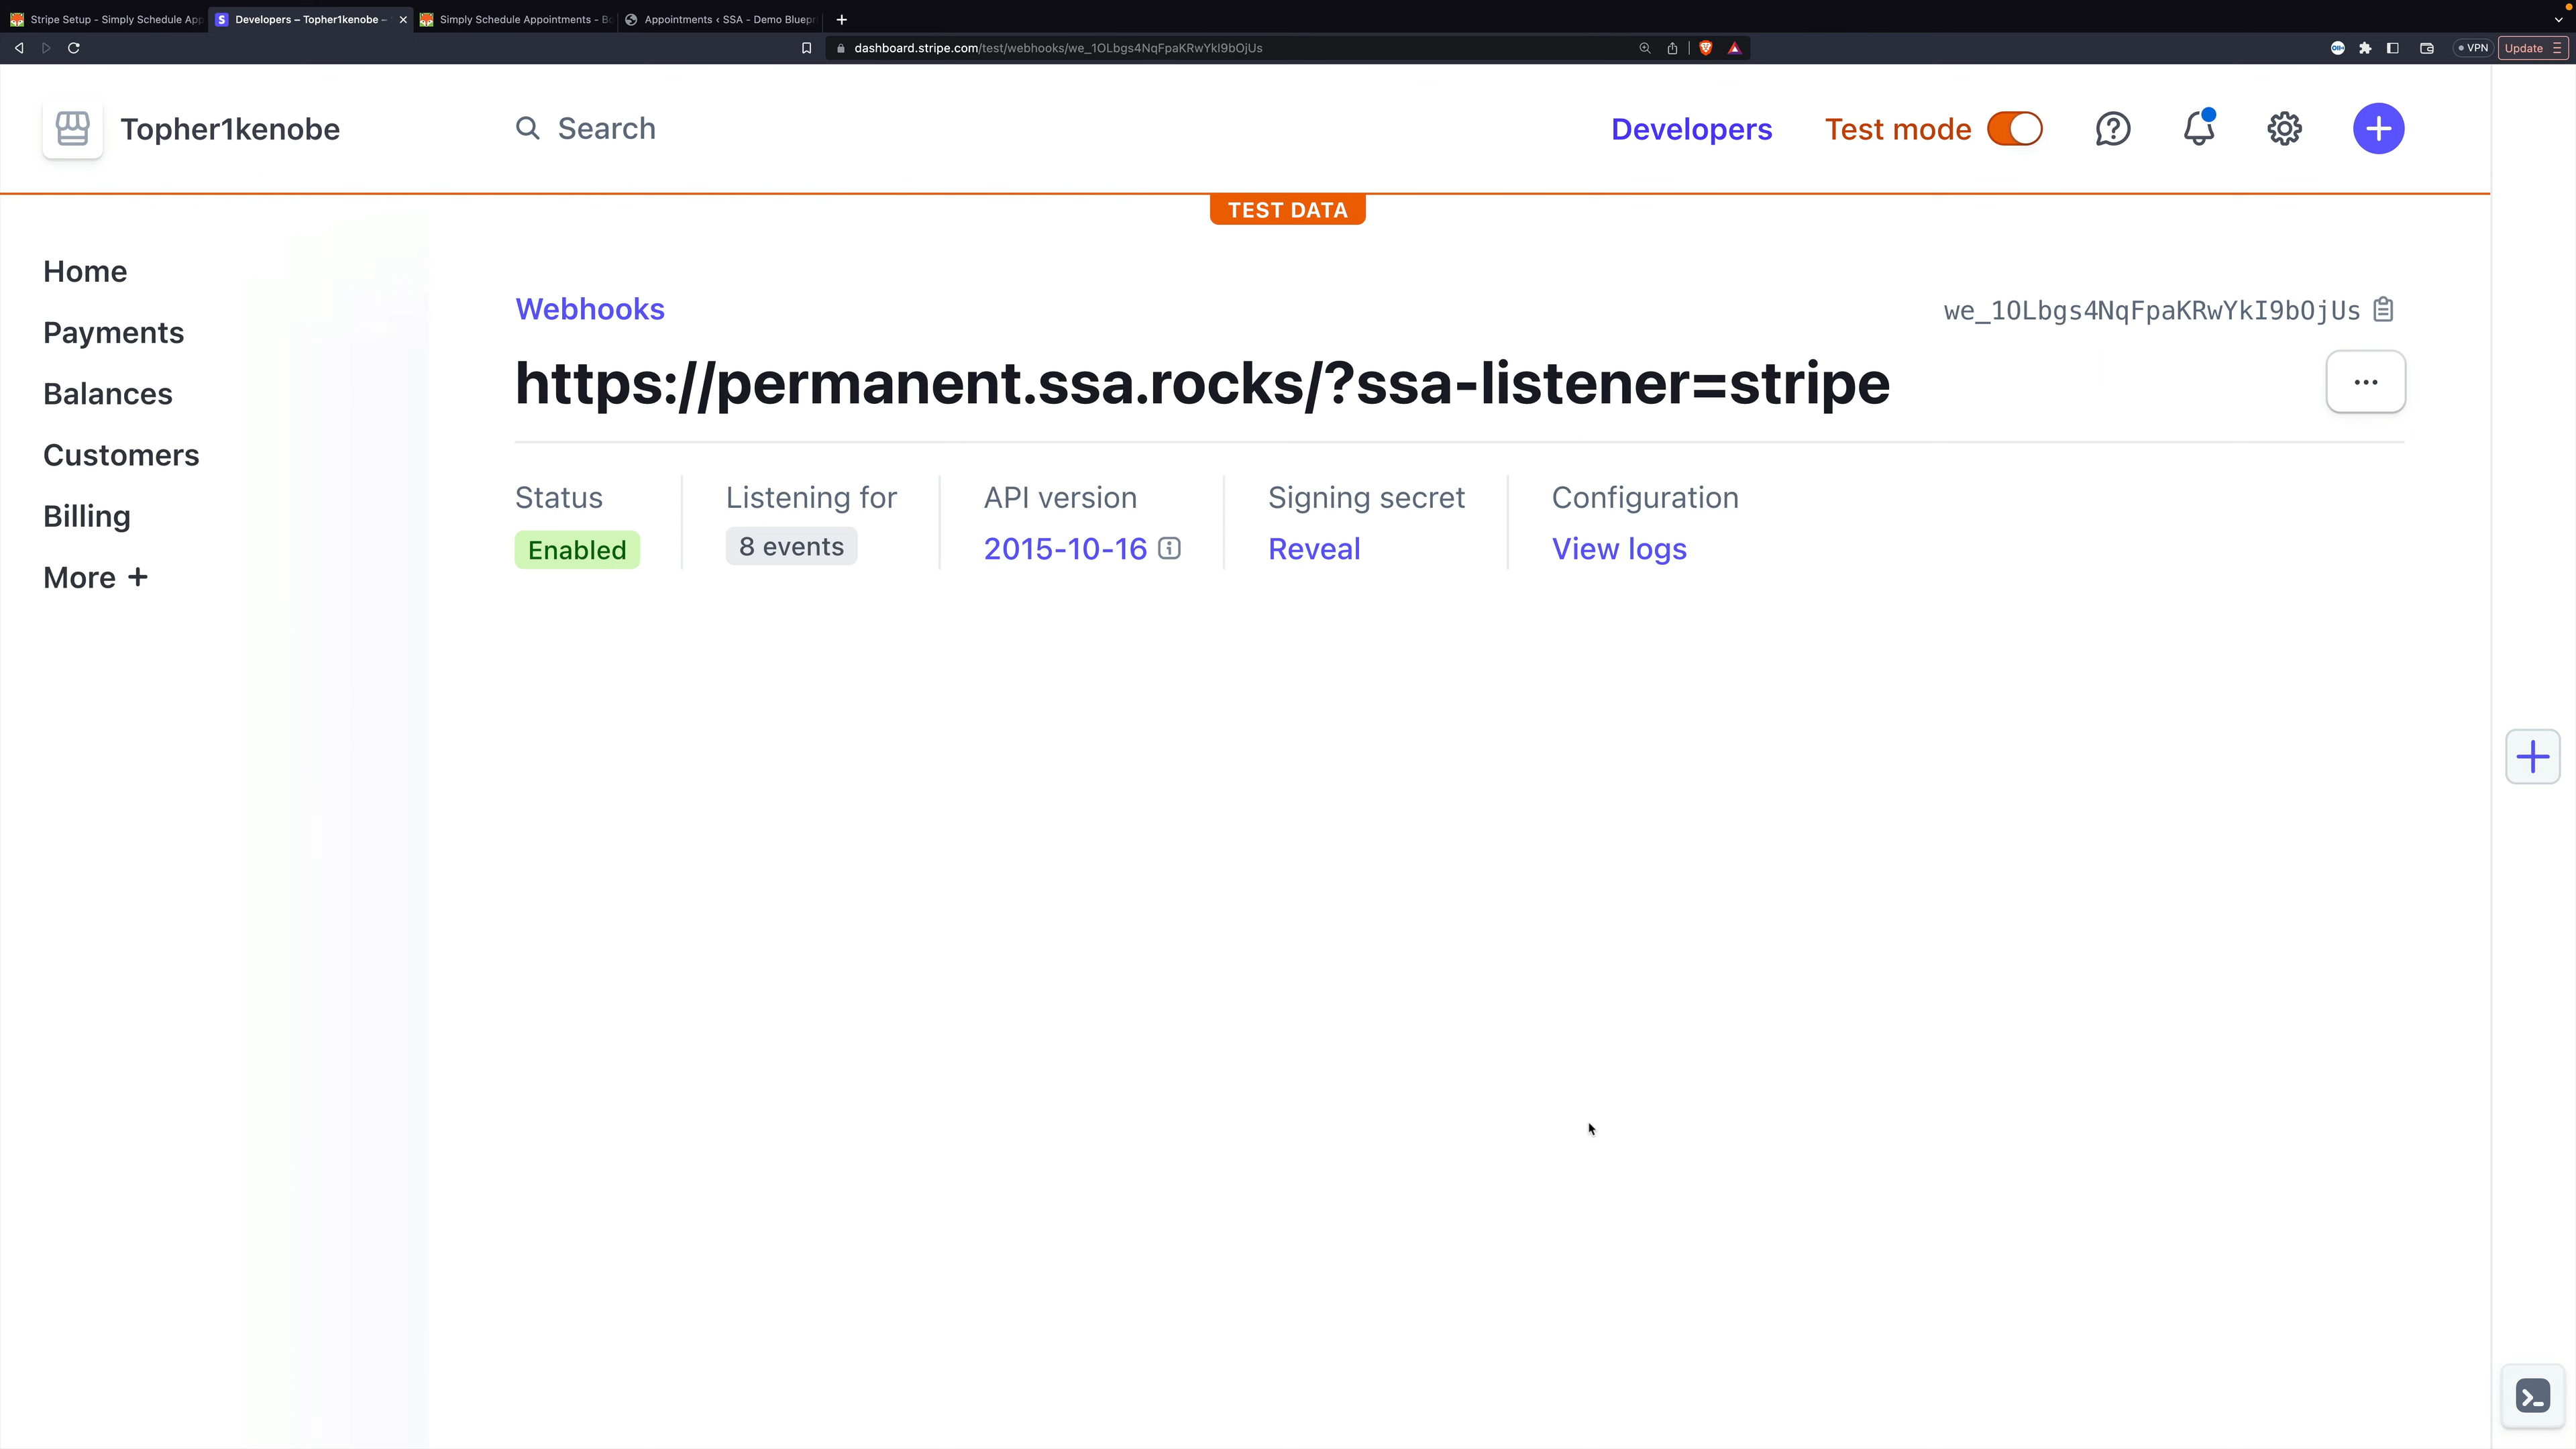 Stripe Setup - Simply Schedule App
Developers – Topher1kenobe –
Simply Schedule Appointments - Bo
Appointments ‹ SSA - Demo Bluepr
dashboard.stripe.com/test/webhooks/we_1OLbgs4NqFpaKRwYkI9bOjUs
VPN
Update
Topher1kenobe
Search
Developers
Test mode
TEST DATA
Home
Payments
Balances
Customers
Billing
More +
Webhooks
we_1OLbgs4NqFpaKRwYkI9bOjUs
https://permanent.ssa.rocks/?ssa-listener=stripe
Status
Enabled
Listening for
8 events
API version
2015-10-16
Signing secret
Reveal
Configuration
View logs